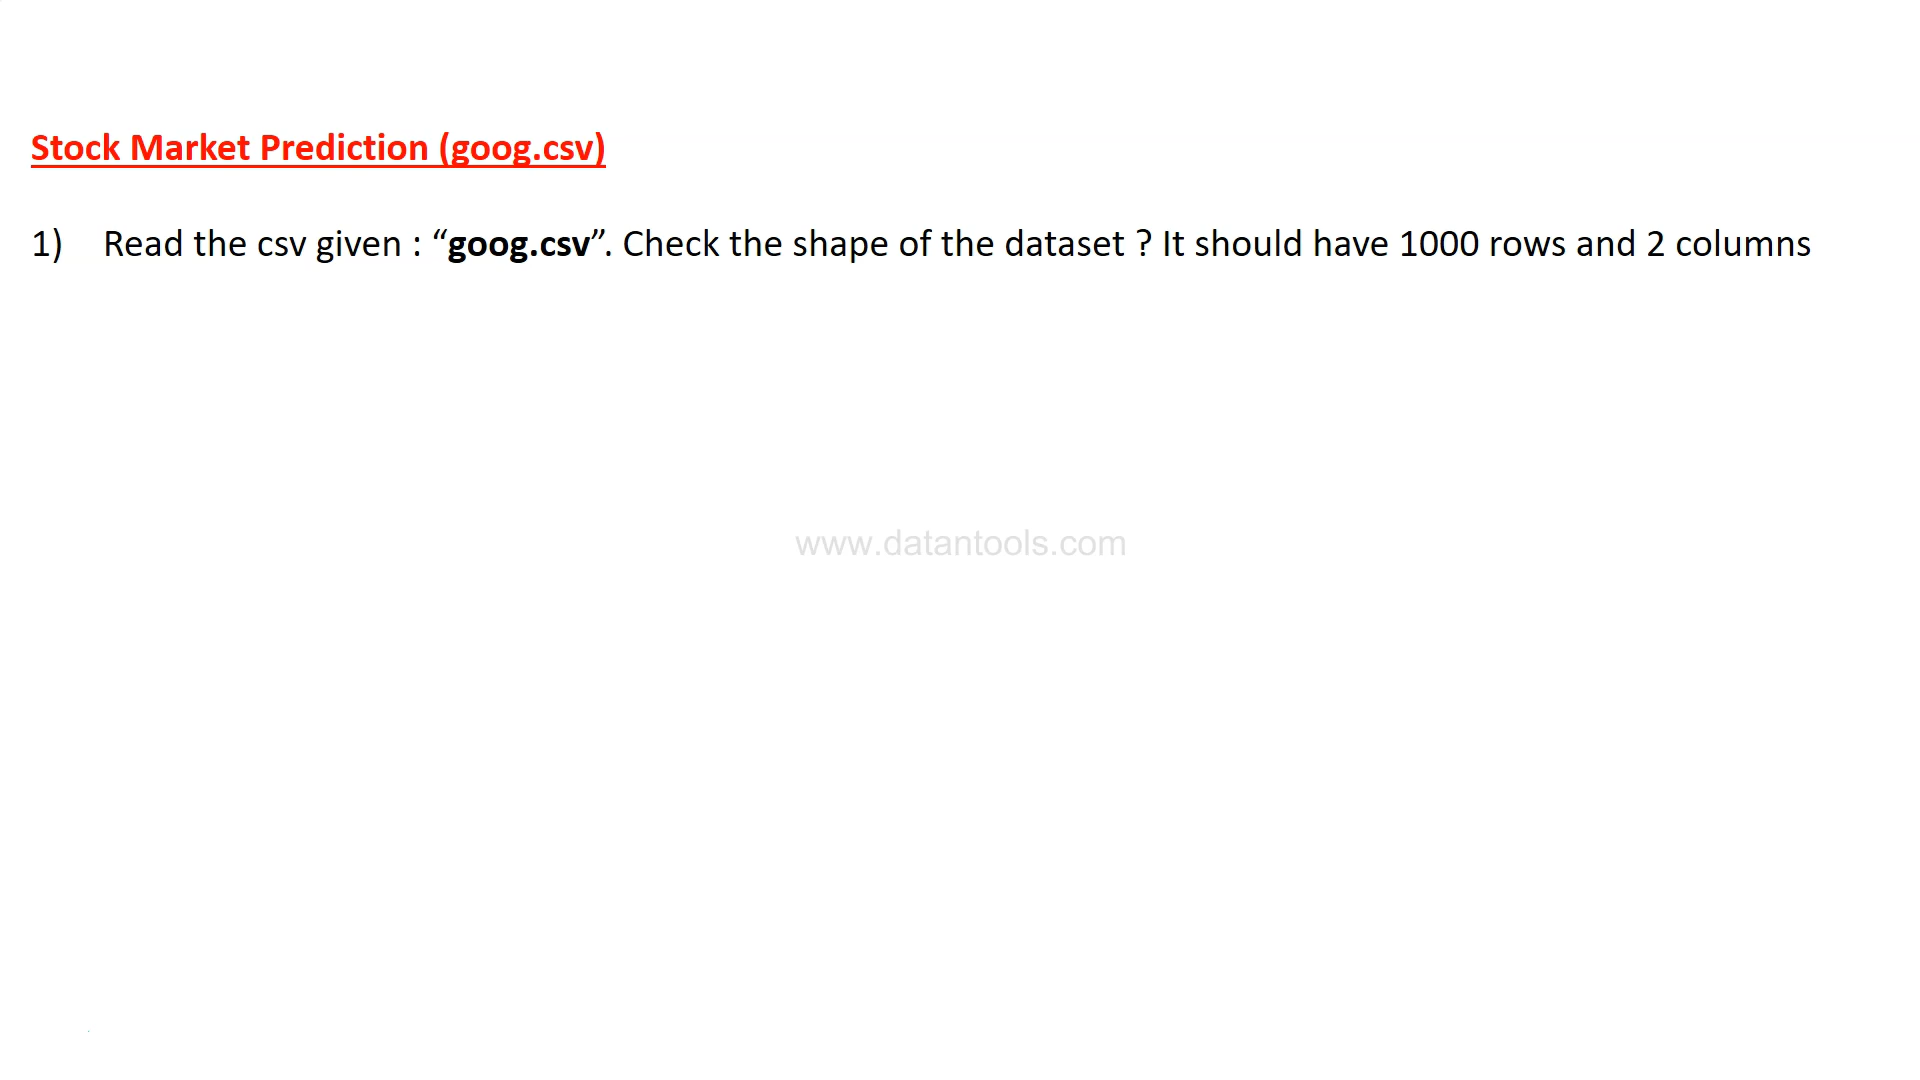 Stock Market Prediction (goog.csv)
1) Read the csv given : “goog.csv”. Check the shape of the dataset ? It should have 1000 rows and 2 columns
www.datantools.com